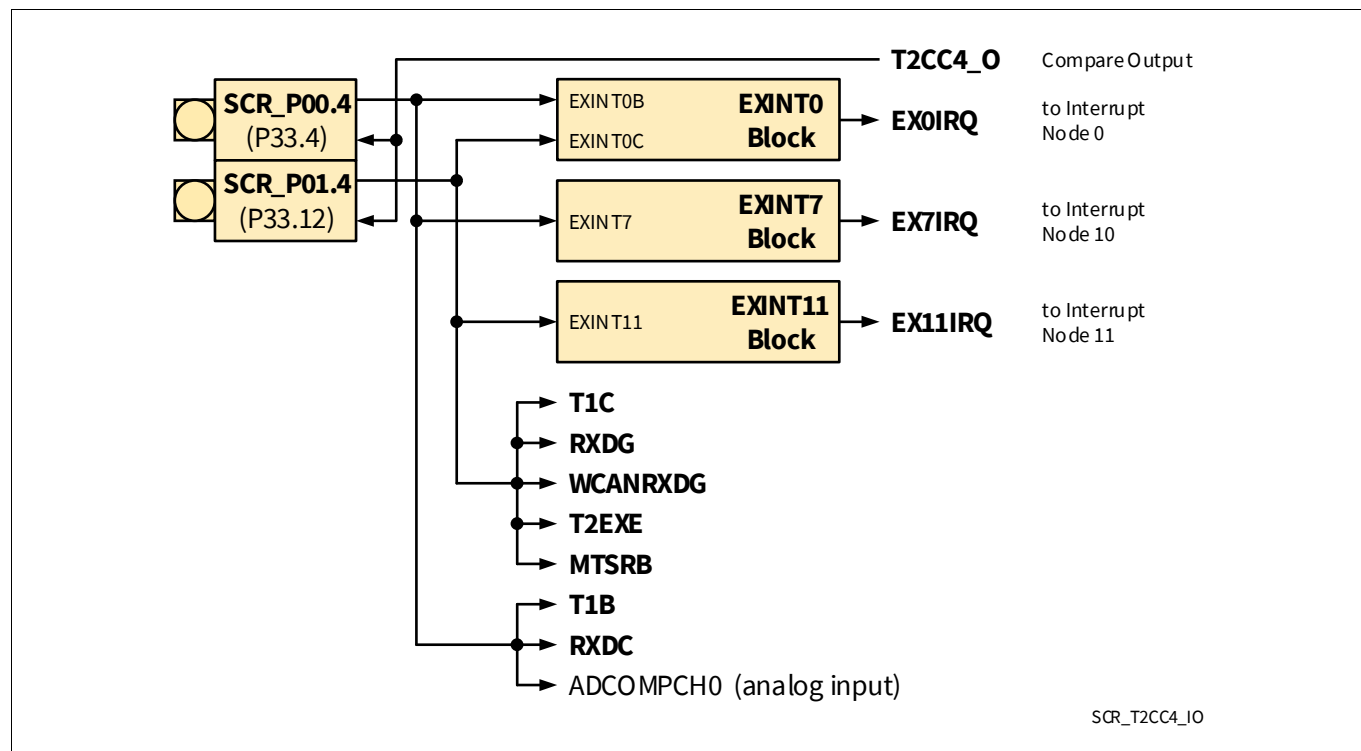 T2CC4_O Compare Output
SCR_P00.4
(P33.4)
EXINT0B
EXINT0C
EXINT0
Block
EX0IRQ
to Interrupt
Node 0
SCR_P01.4
(P33.12)
EXINT7
EXINT7
Block
EX7IRQ
to Interrupt
Node 10
EXINT11
EXINT11
Block
EX11IRQ
to Interrupt
Node 11
T1C
RXDG
WCANRXDG
T2EXE
MTSRB
T1B
RXDC
ADCOMPCH0 (analog input)
SCR_T2CC4_IO